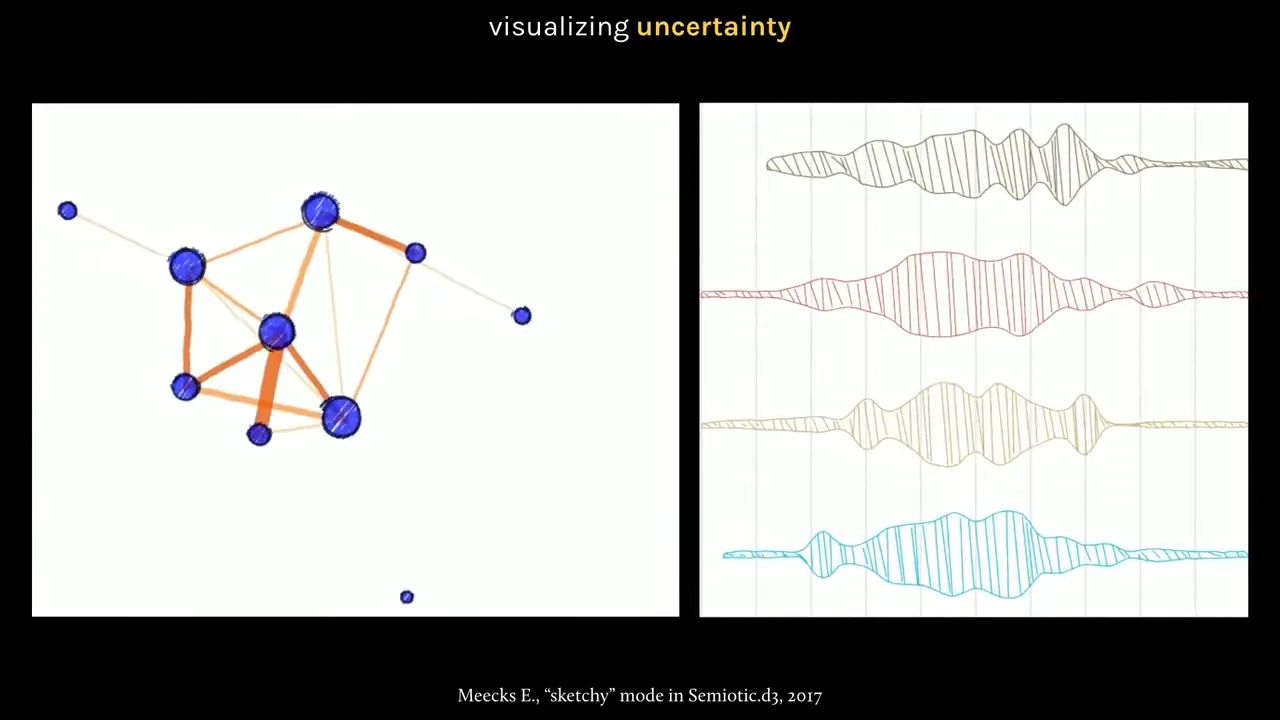 visualizing uncertainty
Meecks E., “sketchy” mode in Semiotic.d3, 2017